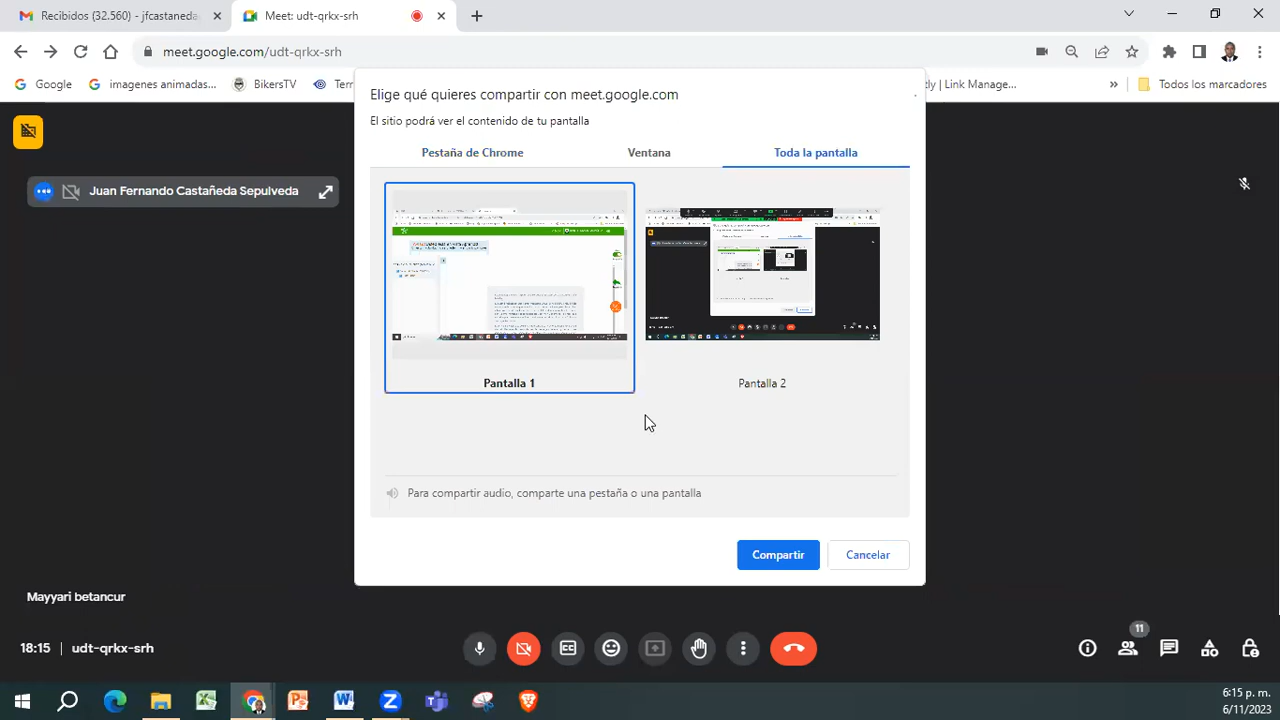 Recibidos (32.560) - jfcastaneda
Meet: udt-qrkx-srh
meet.google.com/udt-qrkx-srh
Google
imagenes animadas...
BikersTV
Terr
tly | Link Manage...
»
Todos los marcadores
Elige qué quieres compartir con meet.google.com
El sitio podrá ver el contenido de tu pantalla
Pestaña de Chrome
Ventana
Toda la pantalla
Juan Fernando Castañeda Sepulveda
Pantalla 1
Pantalla 2
Para compartir audio, comparte una pestaña o una pantalla
Compartir
Cancelar
Mayyari betancur
11
18:15 | udt-qrkx-srh
6:15 p. m.
6/11/2023